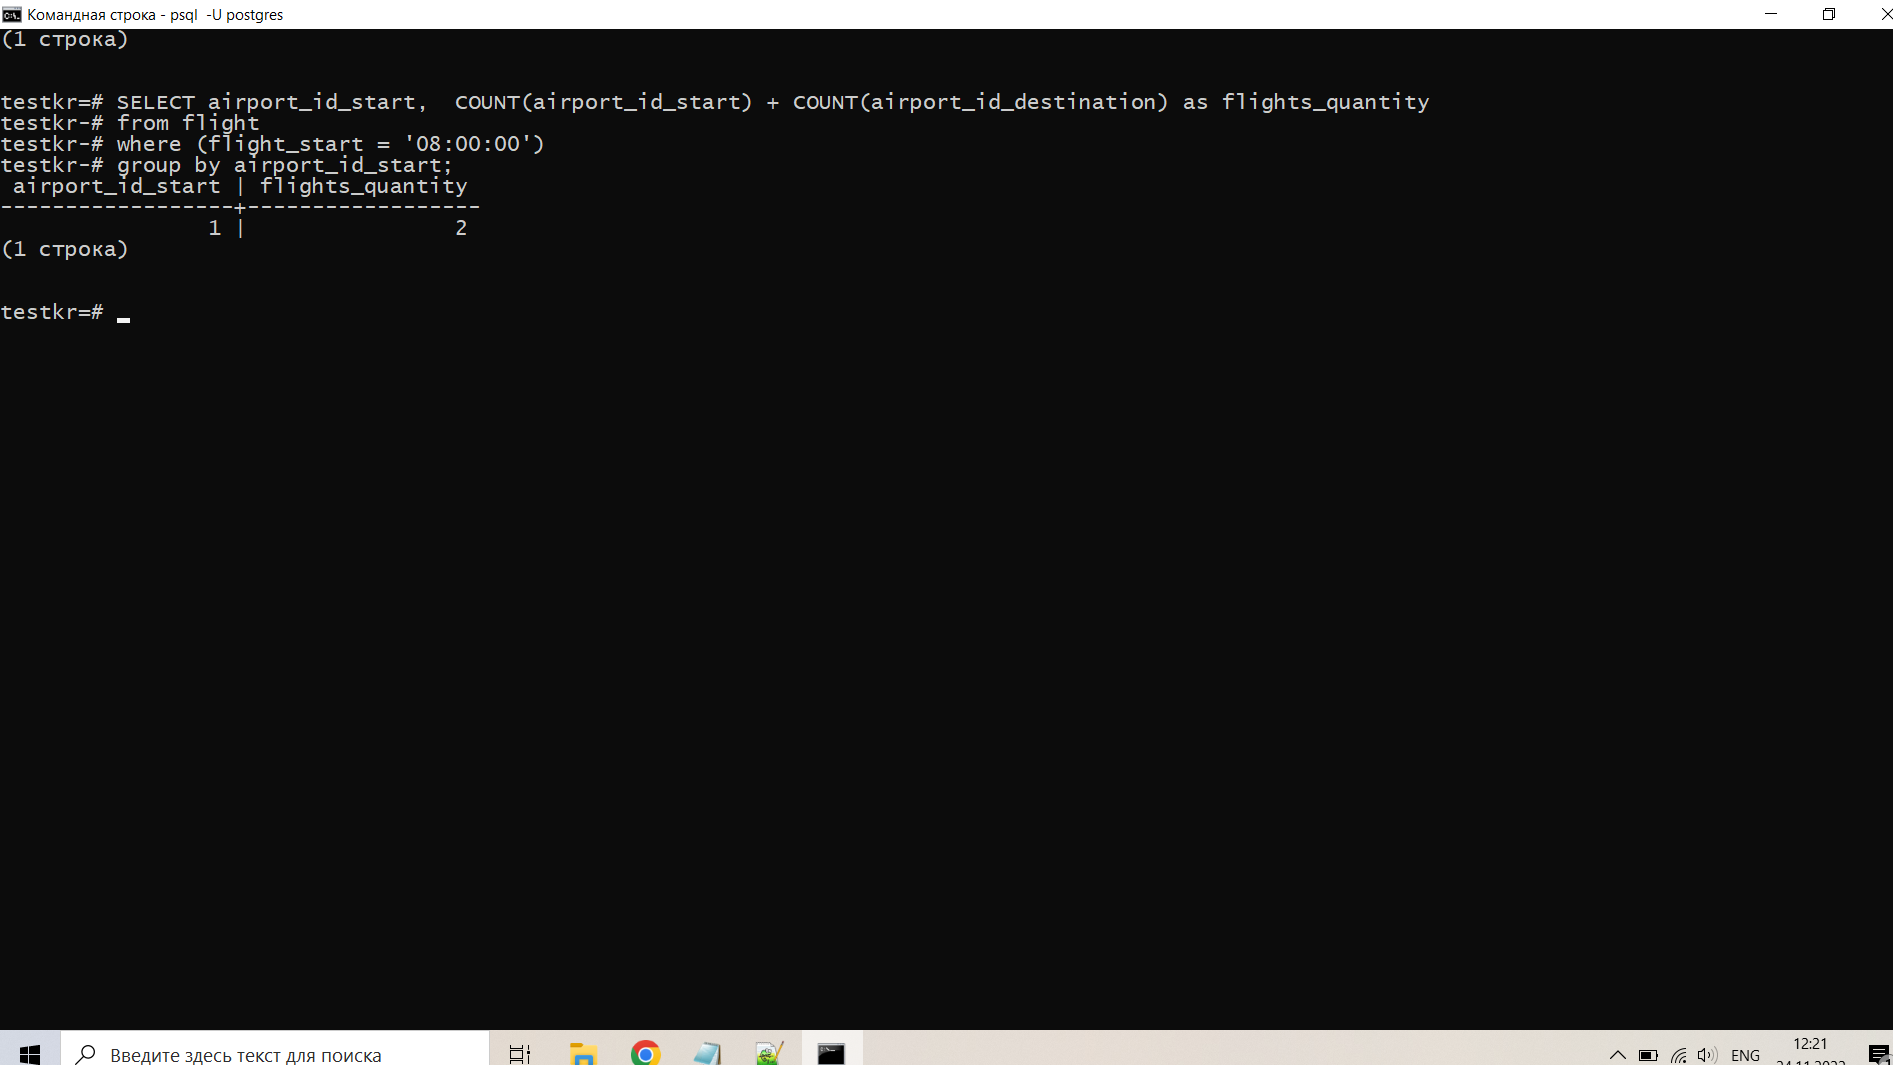 Командная строка - psql  -U postgres
(1 строка)
testkr=# SELECT airport_id_start,  COUNT(airport_id_start) + COUNT(airport_id_destination) as flights_quantity
testkr-# from flight
testkr-# where (flight_start = '08:00:00')
testkr-# group by airport_id_start;
 airport_id_start | flights_quantity
------------------+------------------
                1 |                2
(1 строка)
testkr=#
Введите здесь текст для поиска
ENG
12:21